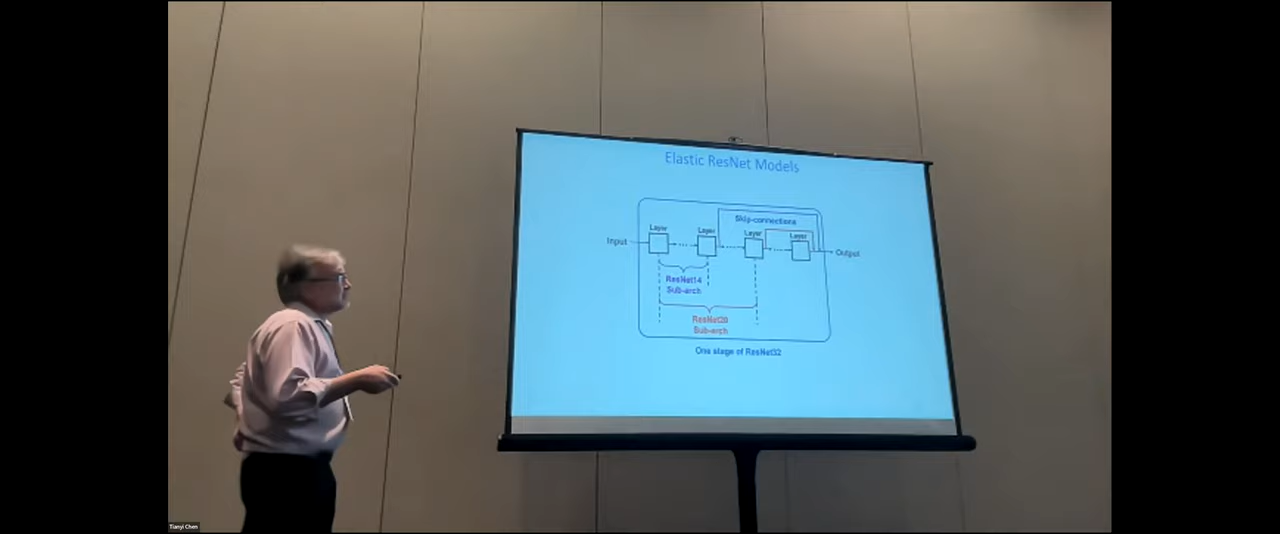 Elastic ResNet Models
Skip-connections
Layer
Layer
Layer
Layer
Input
Output
ResNet14
Sub-arch
ResNet20
Sub-arch
One stage of ResNet32
Tianyi Chen